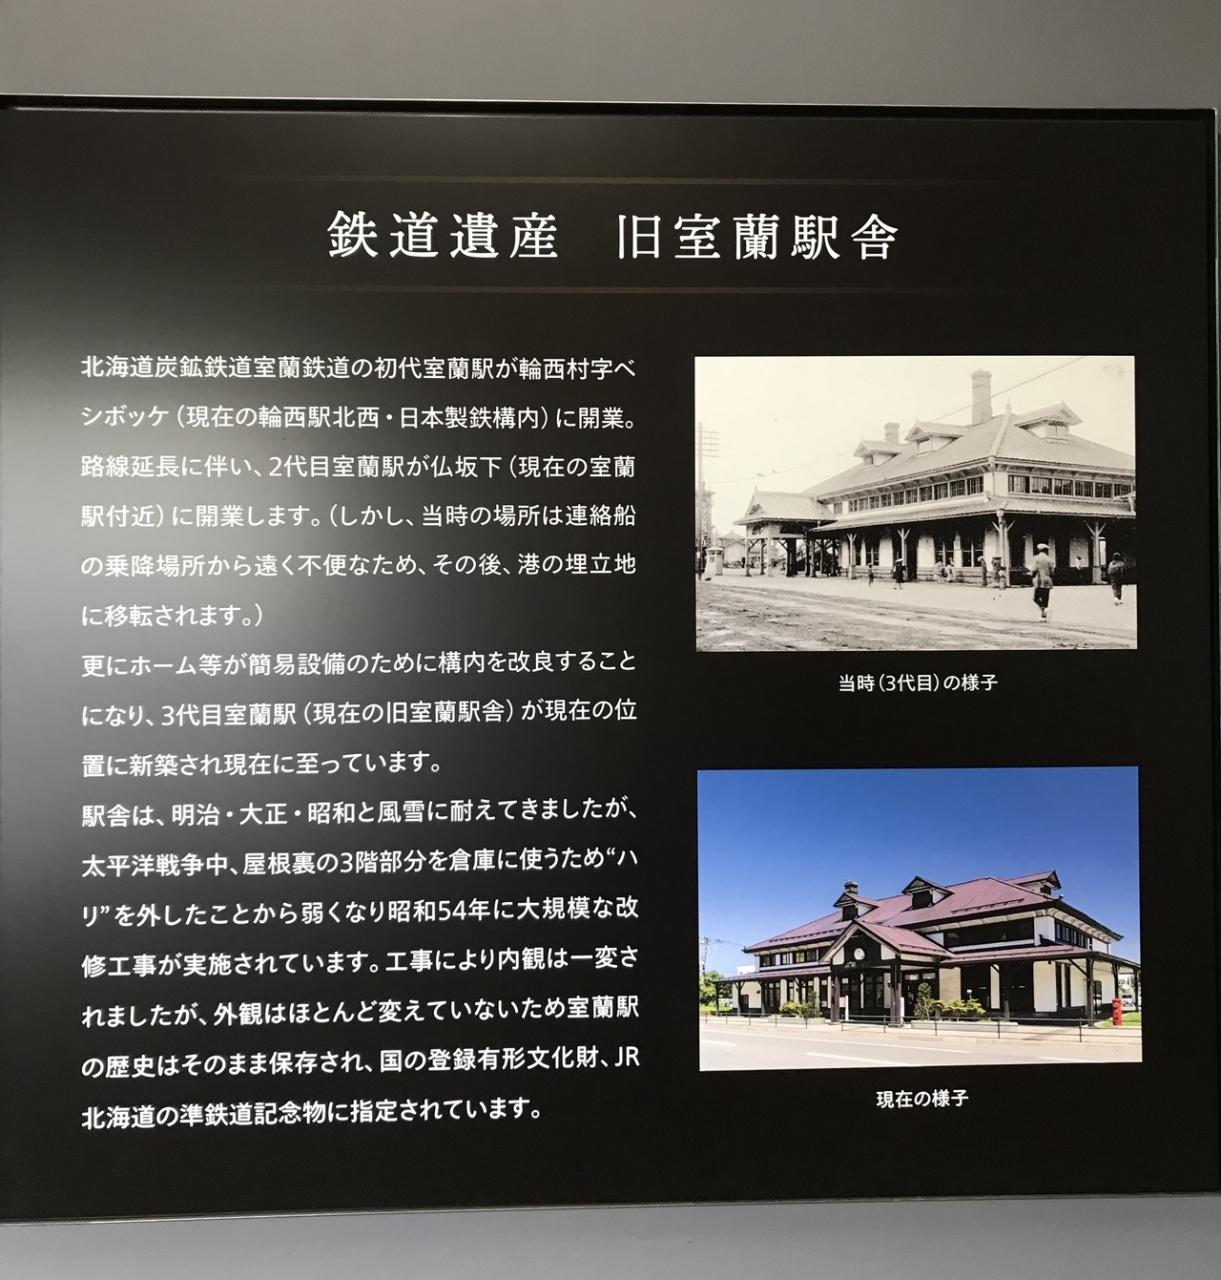 鉄道遺産　旧室蘭駅舎
北海道炭鉱鉄道室蘭鉄道の初代室蘭駅が輪西村字ペ
シボッケ（現在の輪西駅北西・日本製鉄構内）に開業。
路線延長に伴い、2代目室蘭駅が仏坂下（現在の室蘭
駅付近）に開業します。（しかし、当時の場所は連絡船
の乗降場所から遠く不便なため、その後、港の埋立地
に移転されます。）
更にホーム等が簡易設備のために構内を改良すること
になり、3代目室蘭駅（現在の旧室蘭駅舎）が現在の位
置に新築され現在に至っています。
駅舎は、明治・大正・昭和と風雪に耐えてきましたが、
太平洋戦争中、屋根裏の3階部分を倉庫に使うため“ハ
リ”を外したことから弱くなり昭和54年に大規模な改
修工事が実施されています。工事により内観は一変さ
れましたが、外観はほとんど変えていないため室蘭駅
の歴史はそのまま保存され、国の登録有形文化財、JR
北海道の準鉄道記念物に指定されています。
当時（3代目）の様子
現在の様子